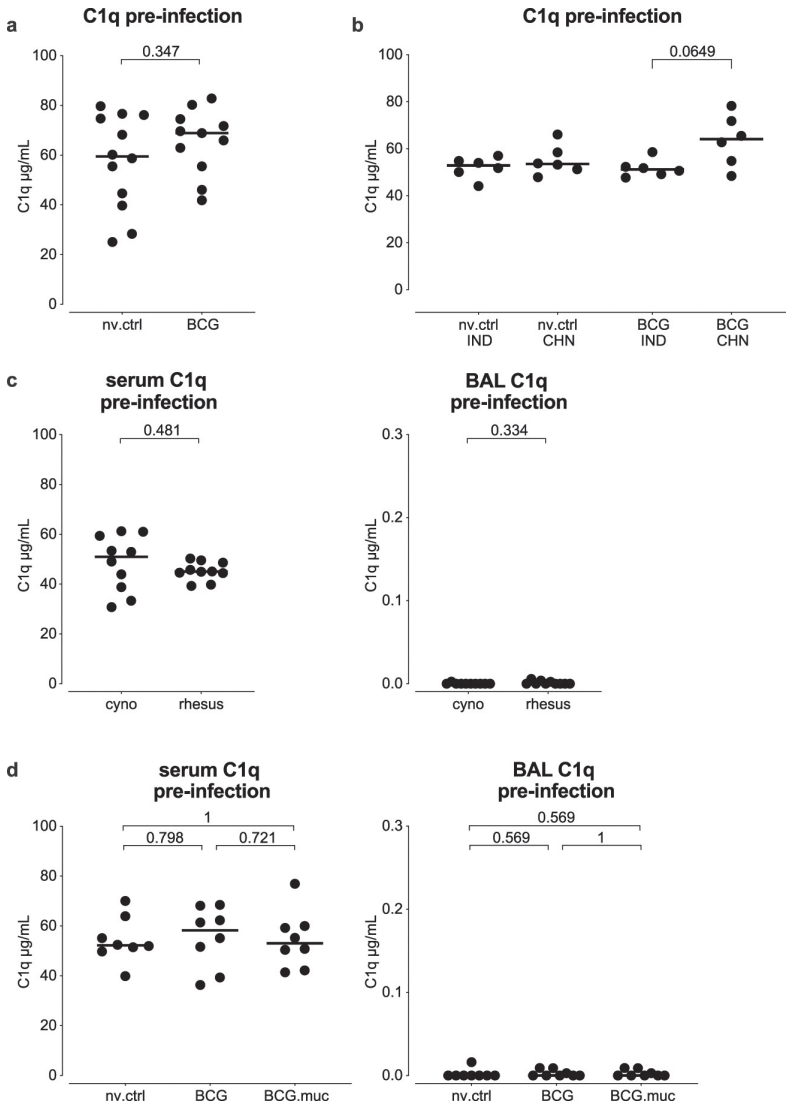 a
C1q pre-infection
0.347
100
80
60
40
20
0
C1q µg/mL
nv.ctrl BCG
b
C1q pre-infection
0.0649
100
80
60
40
20
0
C1q µg/mL
nv.ctrl nv.ctrl BCG BCG
IND CHN IND CHN
c
serum C1q
pre-infection
0.481
100
80
60
40
20
0
C1q µg/mL
cyno rhesus
BAL C1q
pre-infection
0.334
0.3
0.2
0.1
0.0
C1q µg/mL
cyno rhesus
d
serum C1q
pre-infection
1
0.798 0.721
100
80
60
40
20
0
C1q µg/mL
nv.ctrl BCG BCG.muc
BAL C1q
pre-infection
0.569
0.569 1
0.3
0.2
0.1
0.0
C1q µg/mL
nv.ctrl BCG BCG.muc